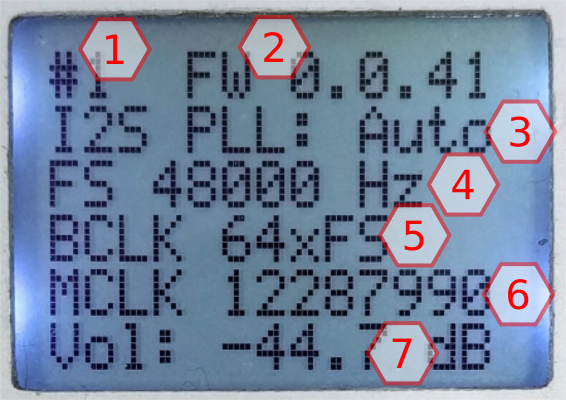 #1 FW 0.0.41
I2S PLL: Auto
FS 48000 Hz
BCLK 64xFS
MCLK 12287990
Vol: -44.7 dB
1
2
3
4
5
6
7